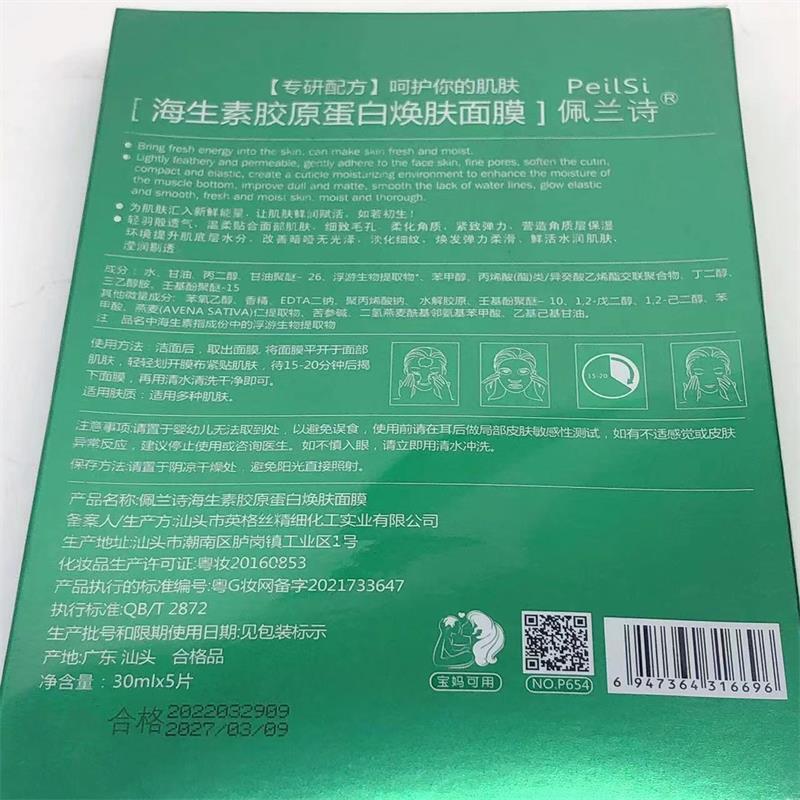 【专研配方】呵护你的肌肤
[ 海生素胶原蛋白焕肤面膜 ]
PeilSi
佩兰诗®
● Bring fresh energy into the skin, can make skin fresh and moist.
● Lightly feathery and permeable, gently adhere to the face skin, fine pores, soften the cutin,
compact and elastic, create a cuticle moisturizing environment to enhance the moisture of
the muscle bottom, improve dull and matte, smooth the lack of water lines, glow elastic
and smooth, fresh and moist skin, moist and thorough.
● 为肌肤汇入新鲜能量，让肌肤鲜润赋活，如若初生！
● 轻羽般透气，温柔贴合面部肌肤，细致毛孔，柔化角质，紧致弹力，营造角质层保湿
环境提升肌底层水分，改善暗哑无光泽，淡化细纹，焕发弹力柔滑，鲜活水润肌肤，
滢润剔透
成分：水、甘油、丙二醇、甘油聚醚- 26、浮游生物提取物*、苯甲醇、丙烯酸(酯)类/异癸酸乙烯酯交联聚合物、丁二醇、
三乙醇胺、壬基酚聚醚-15
其他微量成分：苯氧乙醇、香精、EDTA二钠、聚丙烯酸钠、水解胶原、壬基酚聚醚- 10、1,2-戊二醇、1,2-己二醇、苯
甲酸、燕麦(AVENA SATIVA)仁提取物、苦参碱、二氢燕麦酰基邻氨基苯甲酸、乙基己基甘油。
注：品名中海生素指成份中的浮游生物提取物
使用方法：洁面后，取出面膜，将面膜平开于面部
肌肤，轻轻划开膜布紧贴肌肤，待15-20分钟后揭
下面膜，再用清水清洗干净即可。
适用肤质：适用多种肌肤。
15-20
注意事项:请置于婴幼儿无法取到处，以避免误食，使用前请在耳后做局部皮肤敏感性测试，如有不适感觉或皮肤
异常反应，建议停止使用或咨询医生。如不慎入眼，请立即用清水冲洗。
保存方法:请置于阴凉干燥处，避免阳光直接照射。
产品名称:佩兰诗海生素胶原蛋白焕肤面膜
备案人/生产方:汕头市英格丝精细化工实业有限公司
生产地址:汕头市潮南区胪岗镇工业区1号
化妆品生产许可证:粤妆20160853
产品执行的标准编号:粤G妆网备字2021733647
执行标准:QB/T 2872
生产批号和限期使用日期:见包装标示
产地:广东 汕头 合格品
净含量：30mlx5片
宝妈可用
NO.P654
6 947364 316696
合格2022032909
2027/03/09